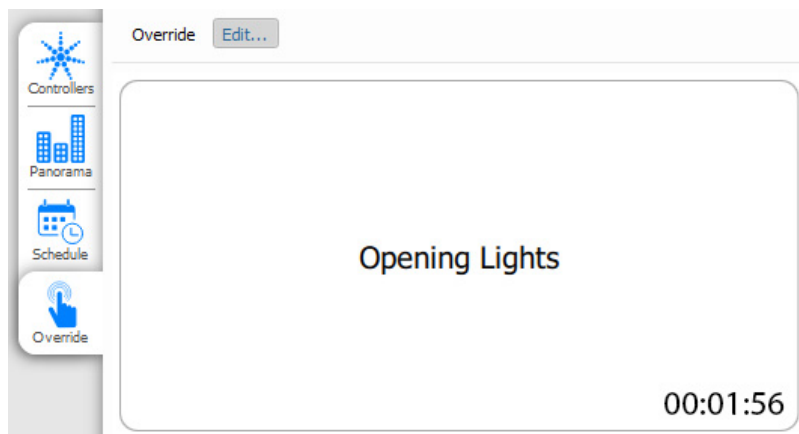 Override Edit...
Controllers
Panorama
Schedule
Override
Opening Lights
00:01:56